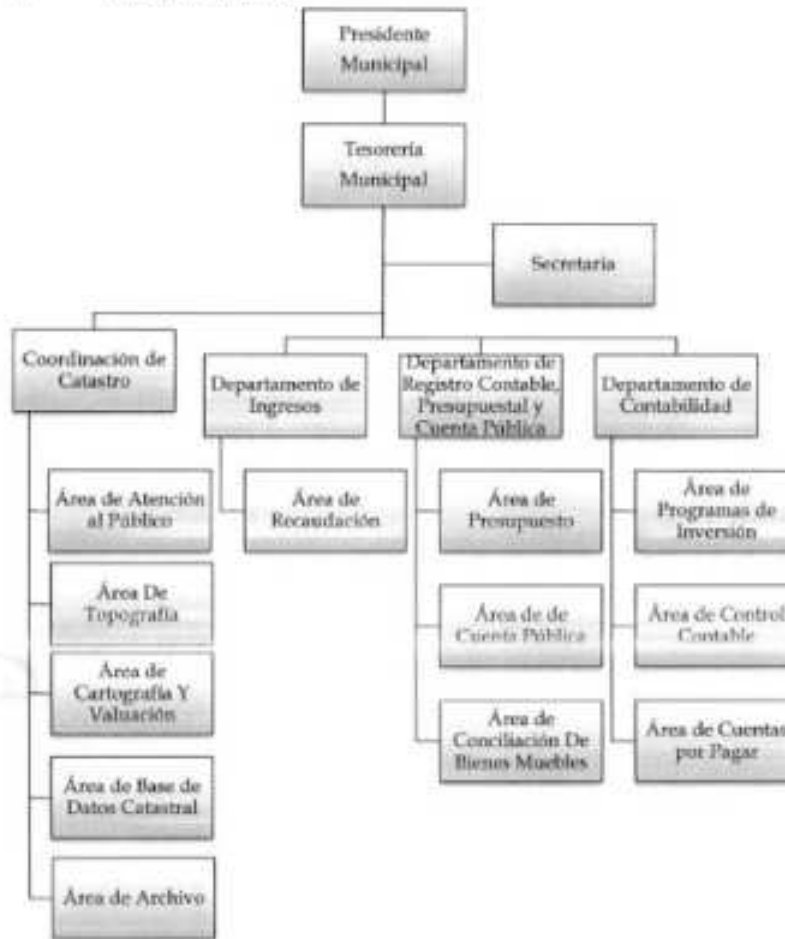 Presidente
Municipal
Tesorería
Municipal
Secretaria
Coordinación de
Catastro
Departamento de
Ingresos
Departamento de
Registro Contable,
Presupuestal y
Cuenta Pública
Departamento de
Contabilidad
Área de Atención
al Público
Área de
Recaudación
Área de
Presupuesto
Área de
Programas de
Inversión
Área De
Topografía
Área de de
Cuenta Pública
Área de Control
Contable
Área de
Cartografía Y
Valuación
Área de
Conciliación De
Bienes Muebles
Área de Cuentas
por Pagar
Área de Base de
Datos Catastral
Área de Archivo